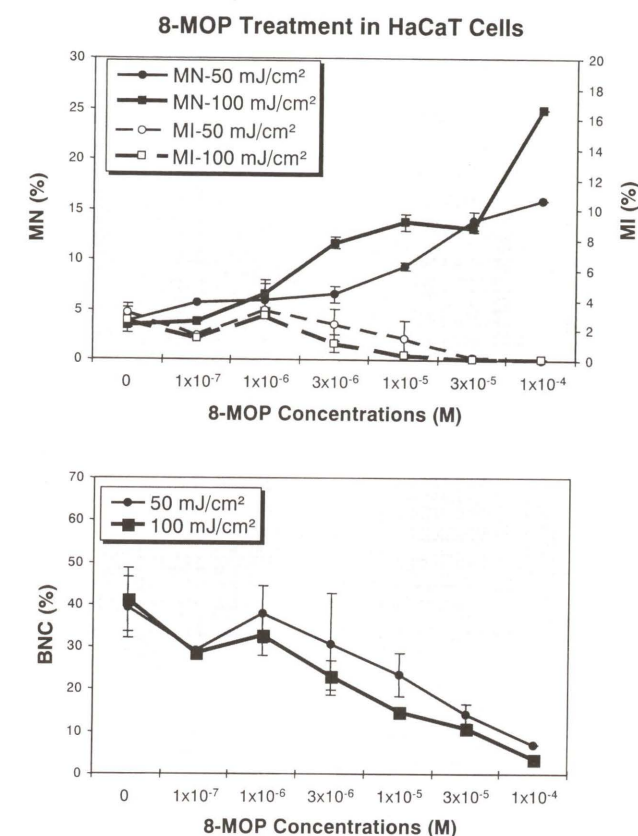 8-MOP Treatment in HaCaT Cells
MN-50 mJ/cm²
MN-100 mJ/cm²
MI-50 mJ/cm²
MI-100 mJ/cm²
MN (%)
30
25
20
15
10
5
0
MI (%)
20
18
16
14
12
10
8
6
4
2
0
0 1x10⁻⁷ 1x10⁻⁶ 3x10⁻⁶ 1x10⁻⁵ 3x10⁻⁵ 1x10⁻⁴
8-MOP Concentrations (M)
50 mJ/cm²
100 mJ/cm²
BNC (%)
70
60
50
40
30
20
10
0
0 1x10⁻⁷ 1x10⁻⁶ 3x10⁻⁶ 1x10⁻⁵ 3x10⁻⁵ 1x10⁻⁴
8-MOP Concentrations (M)